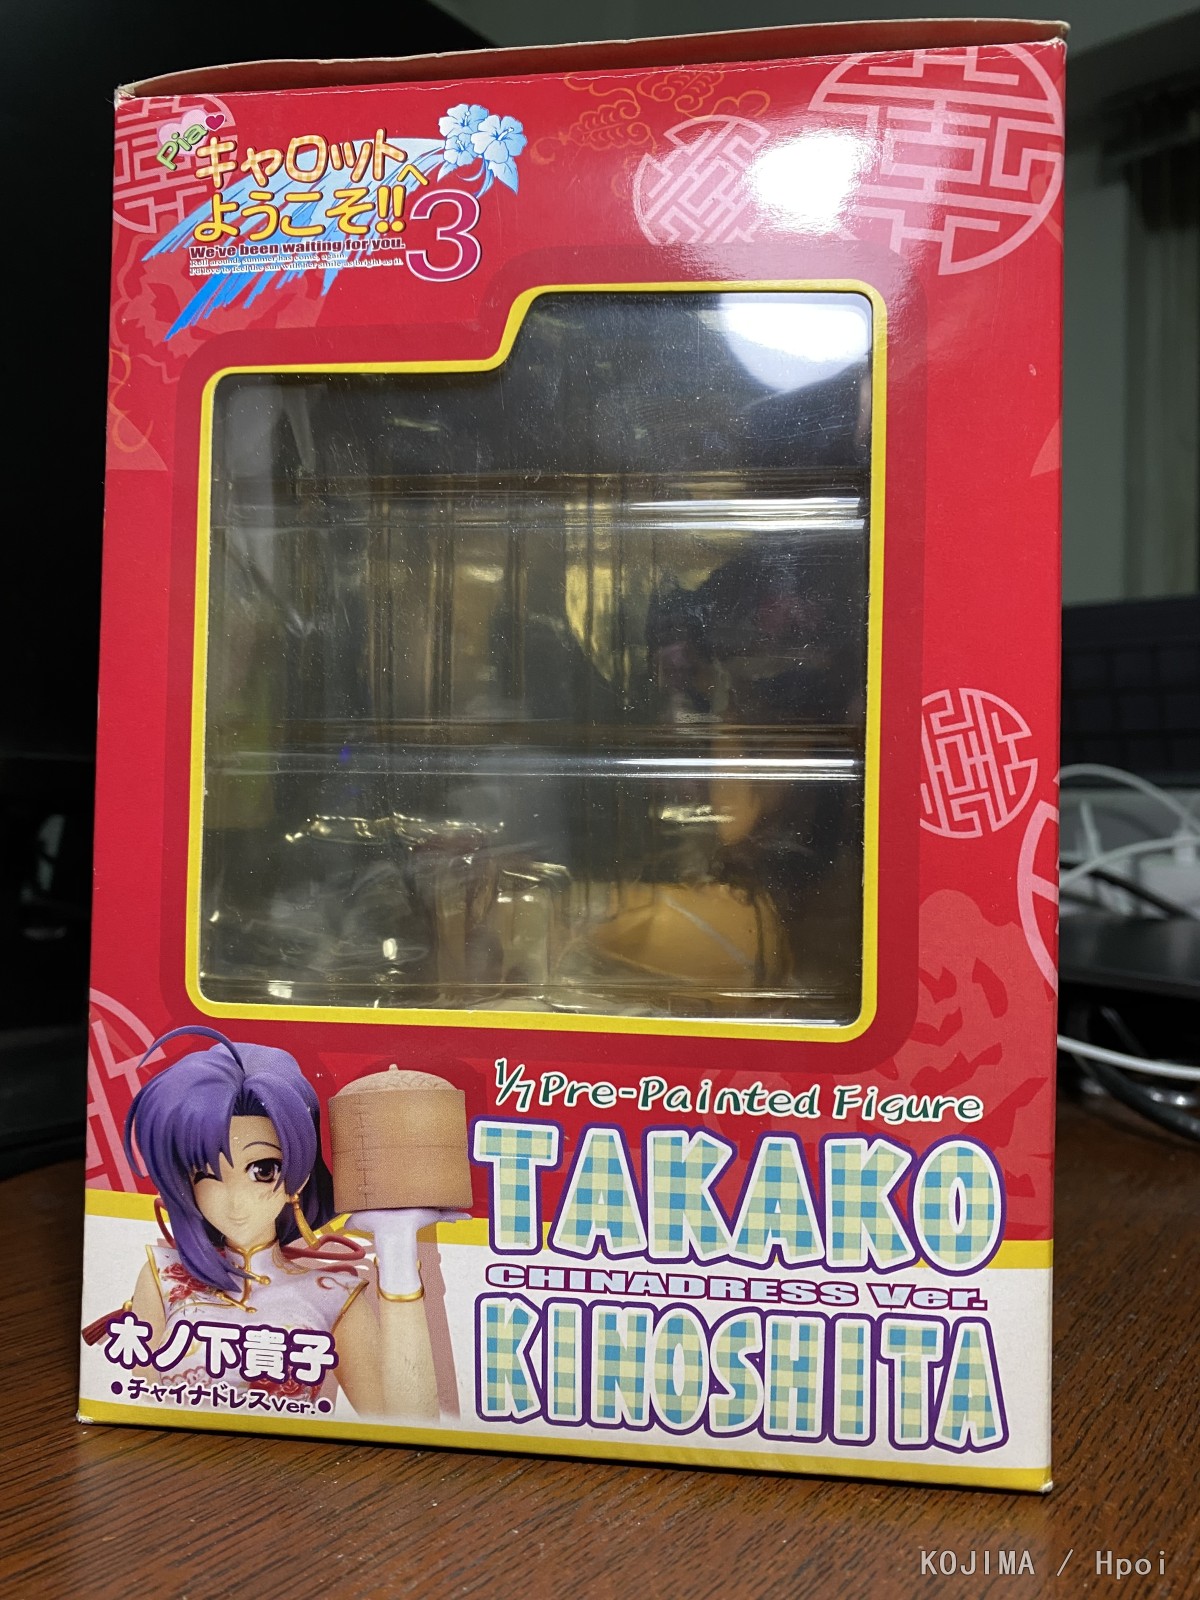 Pia♥
キャロットへ
ようこそ!!3
We've been waiting for you.
1/7 Pre-Painted Figure
TAKAKO
CHINADRESS Ver.
KINOSHITA
木ノ下貴子
•チャイナドレスVer.•
KOJIMA / Hpoi